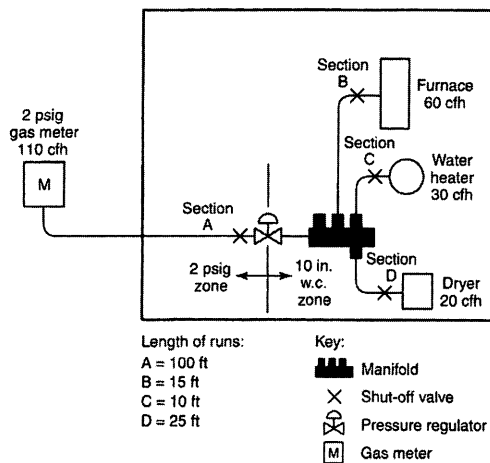 2 psig
gas meter
110 cfh
M
Section
A
2 psig
zone
10 in.
w.c.
zone
Section
B
Furnace
60 cfh
Section
C
Water
heater
30 cfh
Section
D
Dryer
20 cfh
Length of runs:
A = 100 ft
B = 15 ft
C = 10 ft
D = 25 ft
Key:
Manifold
Shut-off valve
Pressure regulator
M Gas meter